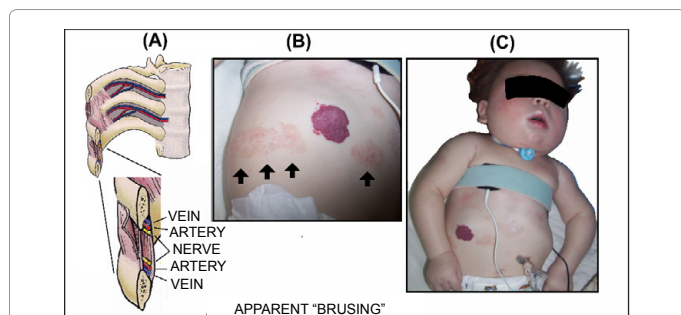 (A)
(B)
(C)
VEIN
ARTERY
NERVE
ARTERY
VEIN
APPARENT “BRUSING”